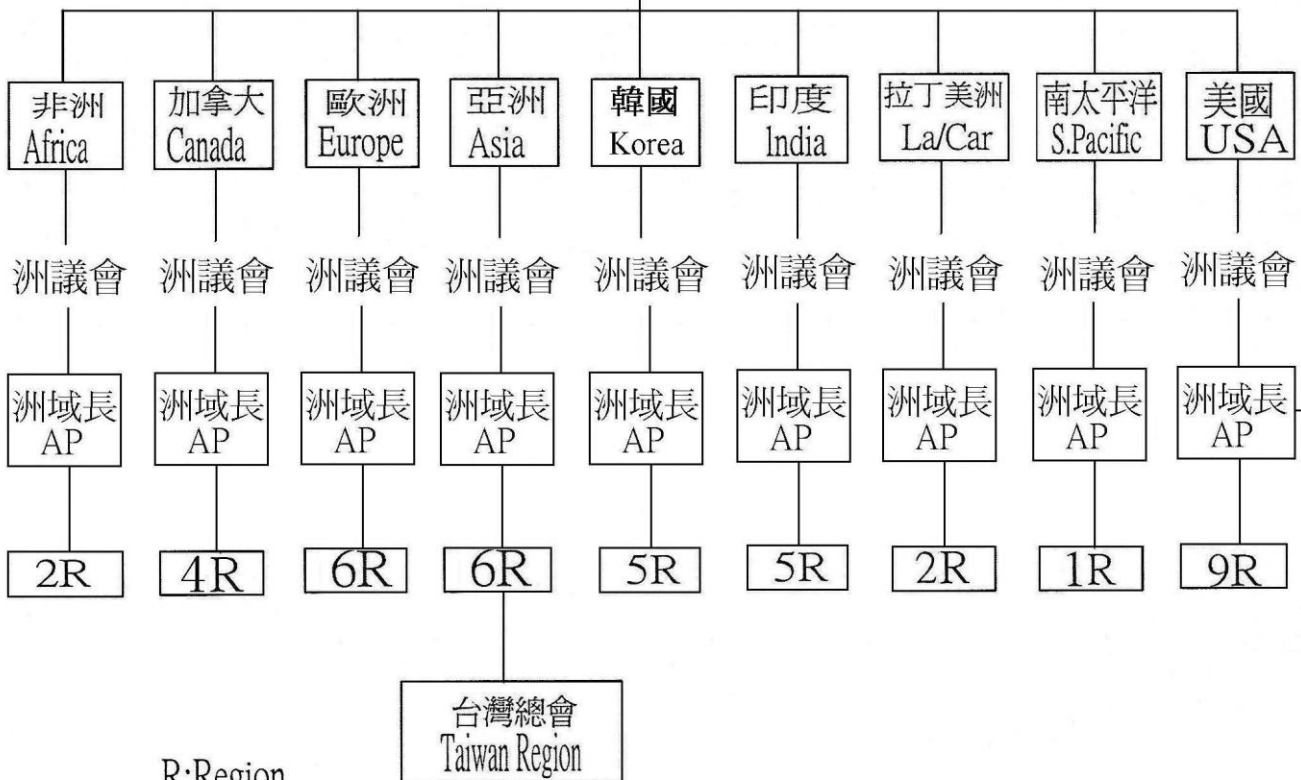 非洲
Africa
加拿大
Canada
歐洲
Europe
亞洲
Asia
韓國
Korea
印度
India
拉丁美洲
La/Car
南太平洋
S.Pacific
美國
USA
洲議會 洲議會 洲議會 洲議會 洲議會 洲議會 洲議會 洲議會 洲議會
洲域長
AP
洲域長
AP
洲域長
AP
洲域長
AP
洲域長
AP
洲域長
AP
洲域長
AP
洲域長
AP
洲域長
AP
2R 4R 6R 6R 5R 5R 2R 1R 9R
台灣總會
Taiwan Region
R:Region